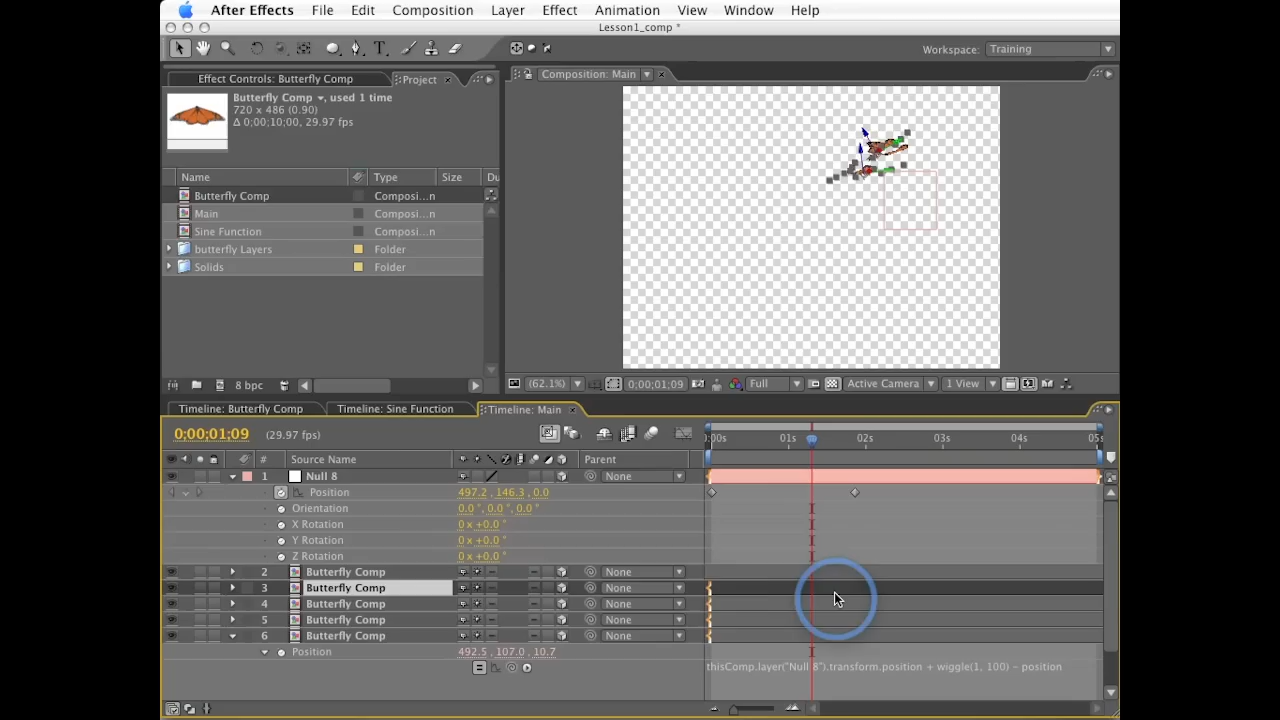 After Effects File Edit Composition Layer Effect Animation View Window Help
Lesson1_comp *
Workspace: Training
Effect Controls: Butterfly Comp Project
Composition: Main
Butterfly Comp , used 1 time
720 x 486 (0.90)
Δ 0;00;10;00, 29.97 fps
Name Type Size Du
Butterfly Comp Composi...n
Main Composi...n
Sine Function Composi...n
butterfly Layers Folder
Solids Folder
8 bpc
(62.1%) 0;00;01;09 Full Active Camera 1 View
Timeline: Butterfly Comp Timeline: Sine Function Timeline: Main
0;00;01;09 (29.97 fps)
:00s 01s 02s 03s 04s 05s
# Source Name Parent
1 Null 8 None
Position 497.2 , 146.3 , 0.0
Orientation 0.0 °, 0.0 °, 0.0 °
X Rotation 0 x +0.0 °
Y Rotation 0 x +0.0 °
Z Rotation 0 x +0.0 °
2 Butterfly Comp None
3 Butterfly Comp None
4 Butterfly Comp None
5 Butterfly Comp None
6 Butterfly Comp None
Position 492.5 , 107.0 , 10.7
thisComp.layer("Null 8").transform.position + wiggle(1, 100) - position